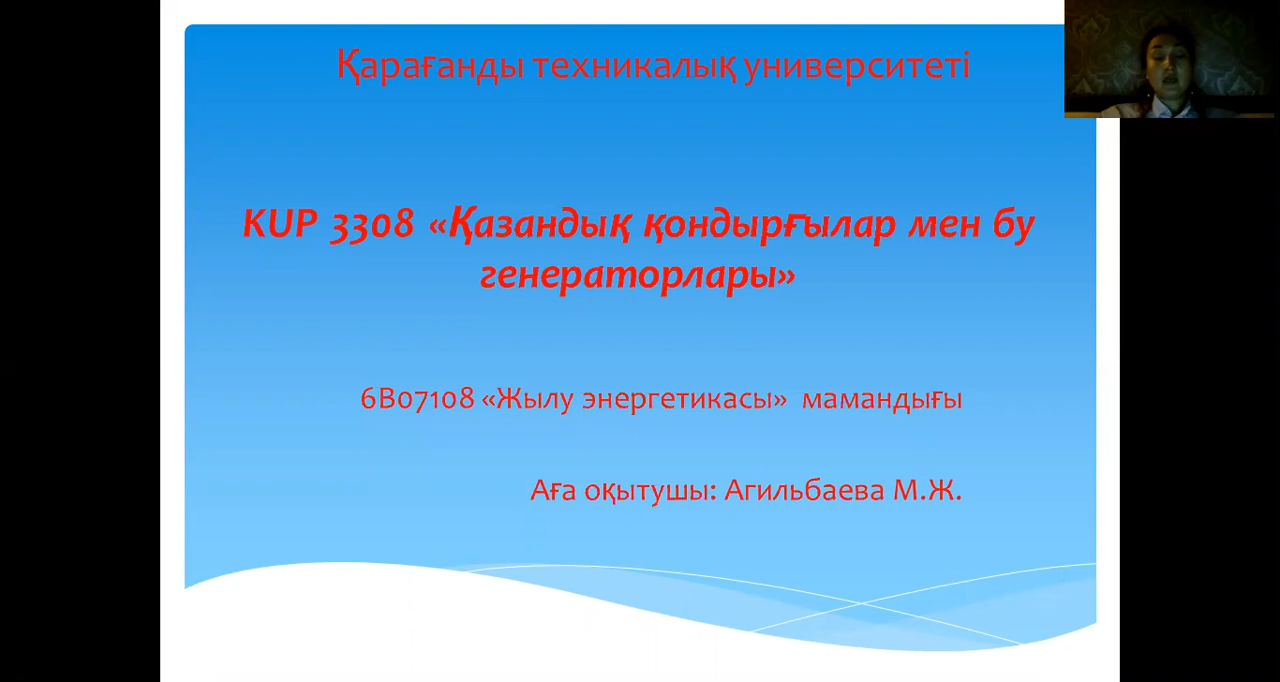 Қарағанды техникалық университеті
KUP 3308 «Қазандық қондырғылар мен бу
генераторлары»
6В07108 «Жылу энергетикасы» мамандығы
Аға оқытушы: Агильбаева М.Ж.